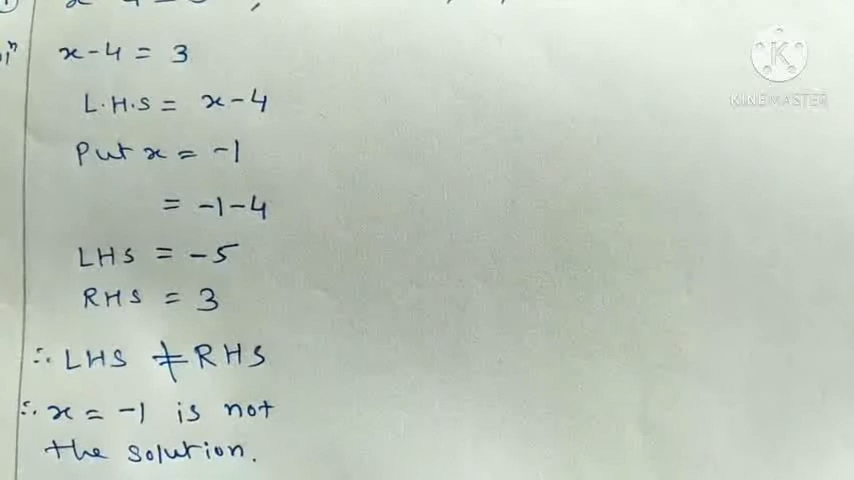 x-4 = 3
L.H.S = x-4
Put x = -1
= -1-4
LHS = -5
RHS = 3
∴ LHS ≠ RHS
∴ x = -1 is not
the solution.
KINEMASTER